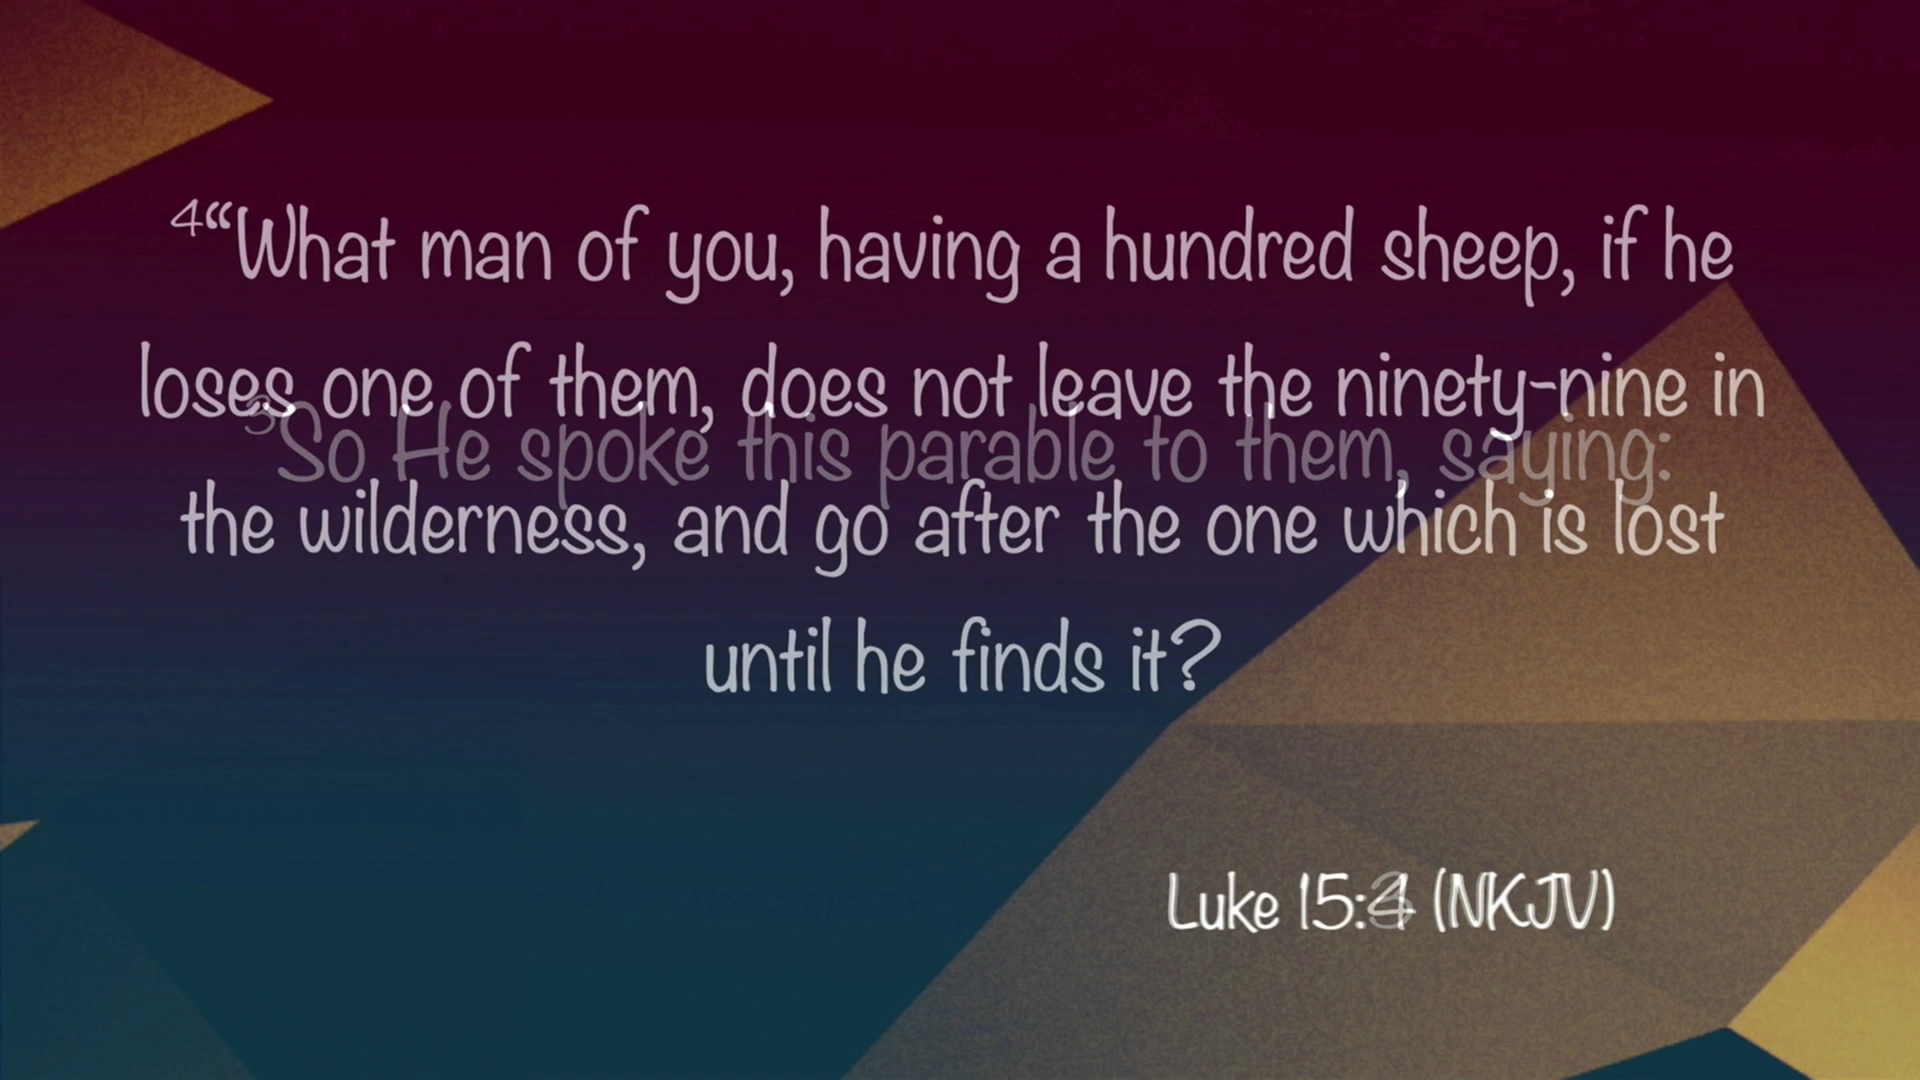 4“What man of you, having a hundred sheep, if he
loses one of them, does not leave the ninety-nine in
3So He spoke this parable to them, saying:
the wilderness, and go after the one which is lost
until he finds it?
Luke 15:4 (NKJV)